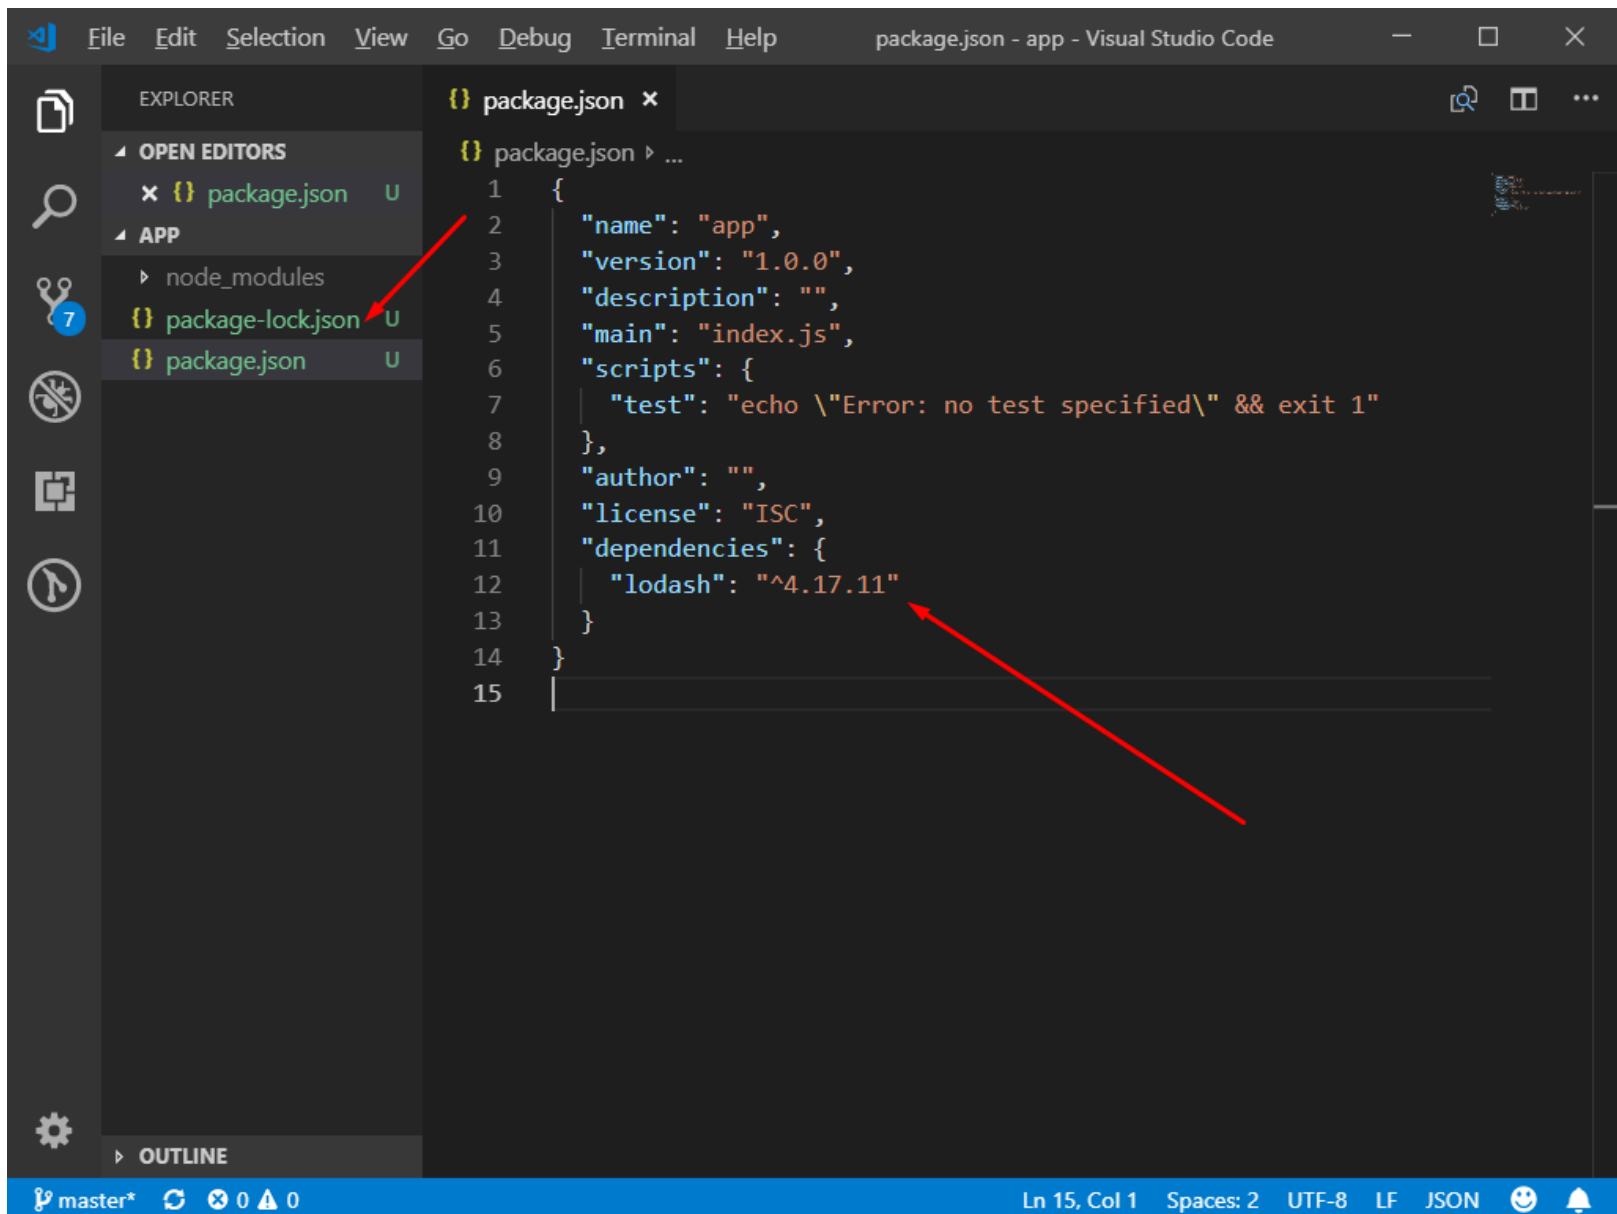 File Edit Selection View Go Debug Terminal Help package.json - app - Visual Studio Code
EXPLORER
OPEN EDITORS
package.json U
APP
node_modules
{} package-lock.json U
{} package.json U
OUTLINE
7
{} package.json
{} package.json ...
1 {
2 "name": "app",
3 "version": "1.0.0",
4 "description": "",
5 "main": "index.js",
6 "scripts": {
7 "test": "echo \"Error: no test specified\" && exit 1"
8 },
9 "author": "",
10 "license": "ISC",
11 "dependencies": {
12 "lodash": "^4.17.11"
13 }
14 }
15
master* 0 0 Ln 15, Col 1 Spaces: 2 UTF-8 LF JSON